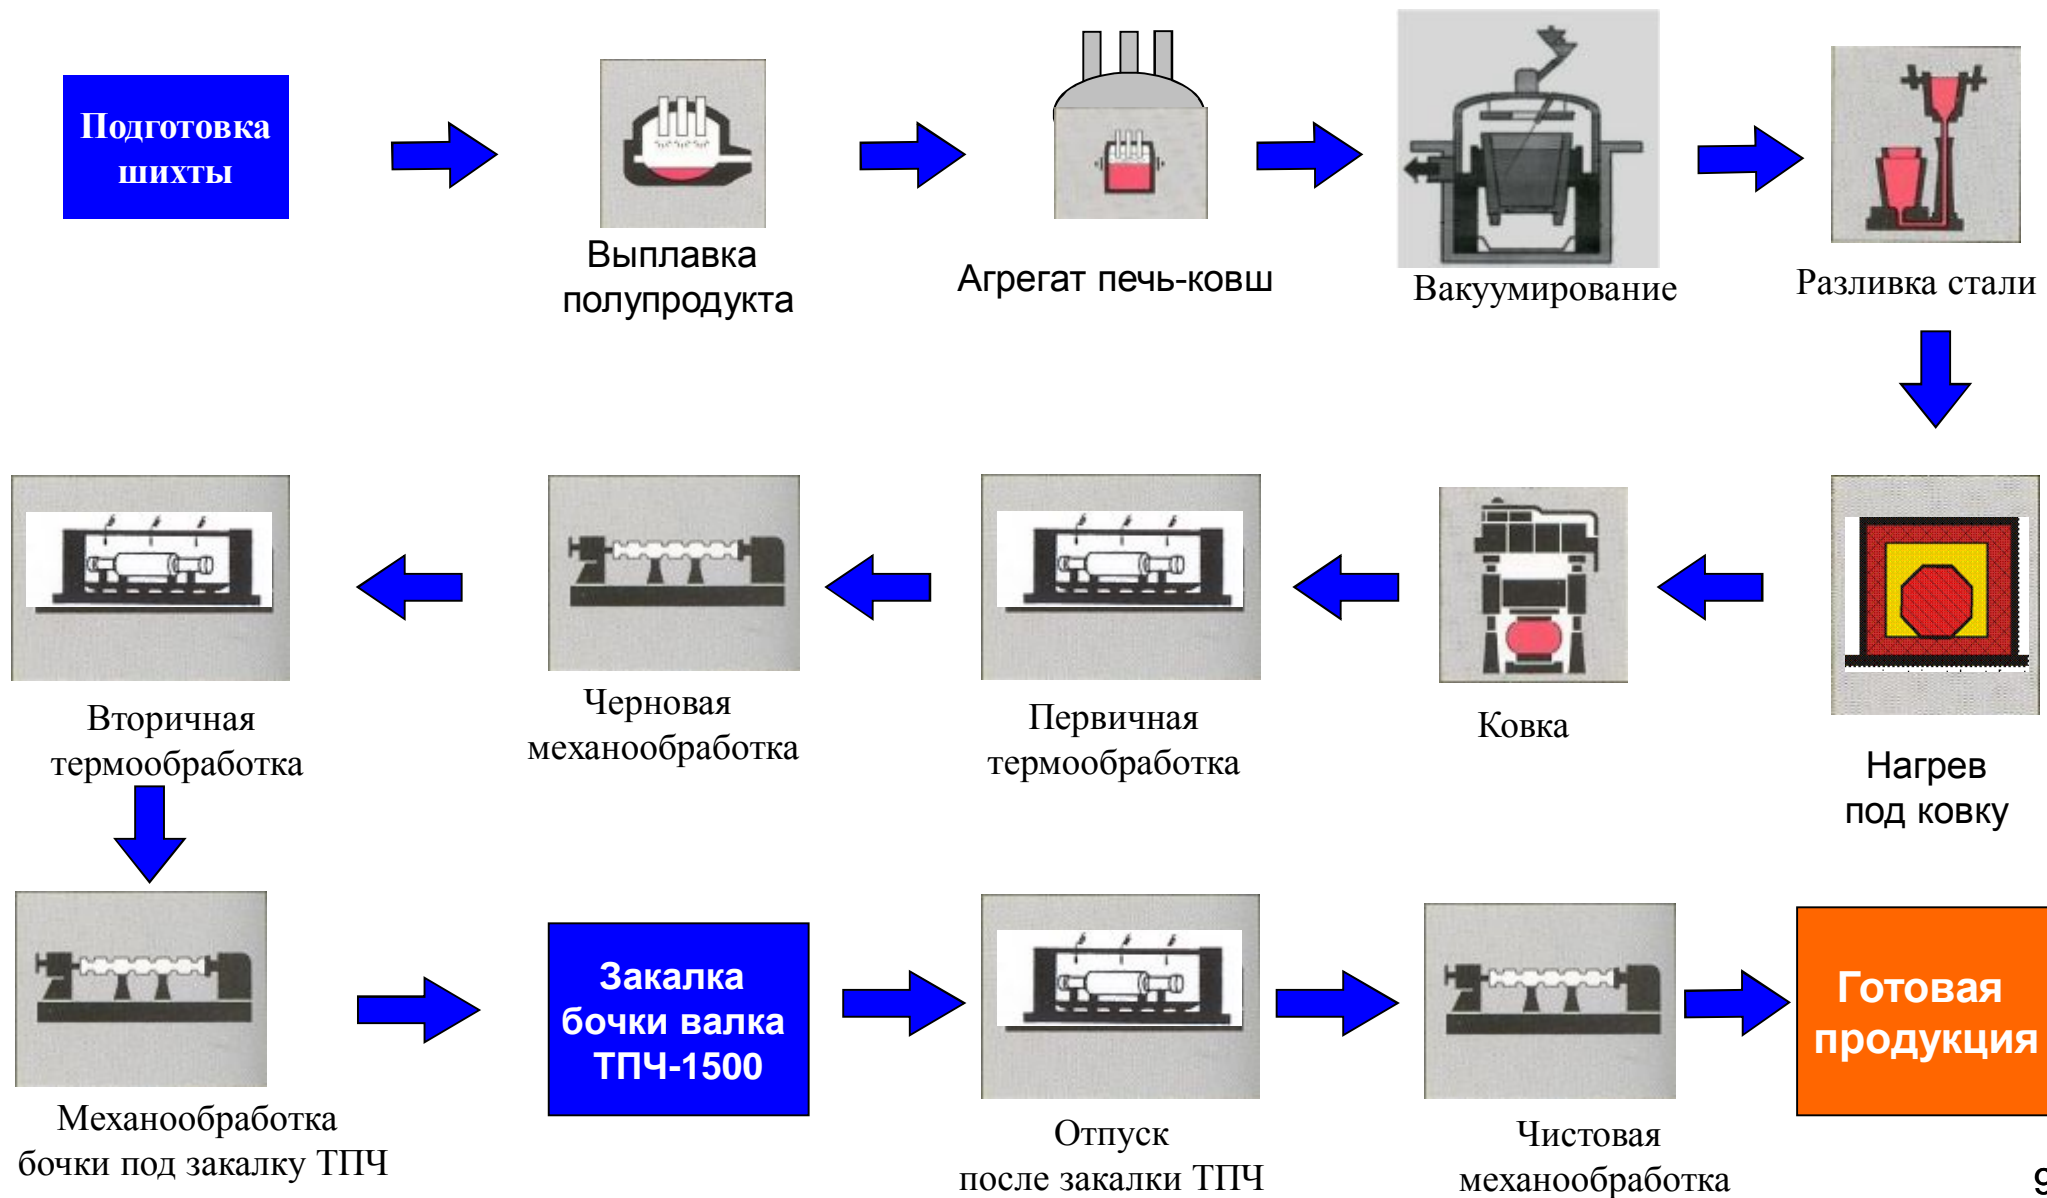 Подготовка
шихты
Выплавка
полупродукта
Агрегат печь-ковш
Вакуумирование
Разливка стали
Вторичная
термообработка
Черновая
механообработка
Первичная
термообработка
Ковка
Нагрев
под ковку
Механообработка
бочки под закалку ТПЧ
Закалка
бочки валка
ТПЧ-1500
Отпуск
после закалки ТПЧ
Чистовая
механообработка
Готовая
продукция
9